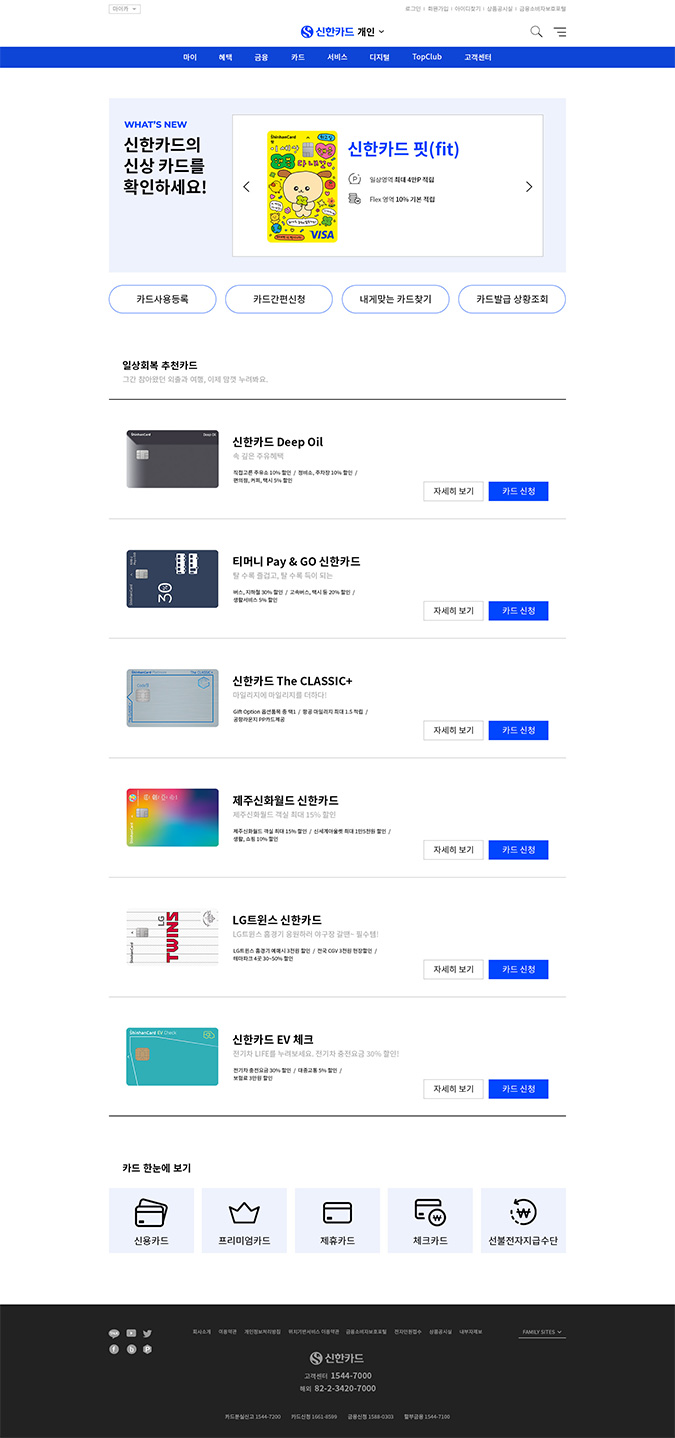 마이카
로그인 | 회원가입 | 아이디찾기 | 상품공시실 | 금융소비자보호포털
신한카드 개인
마이 혜택 금융 카드 서비스 디지털 TopClub 고객센터
WHAT'S NEW
신한카드의
신상 카드를
확인하세요!
ShinhanCard
VISA
신한카드 핏(fit)
일상영역 최대 4만P 적립
Flex 영역 10% 기본 적립
카드사용등록 카드간편신청 내게맞는 카드찾기 카드발급 상황조회
일상회복 추천카드
그간 참아왔던 외출과 여행, 이제 맘껏 누려봐요.
ShinhanCard Deep Oil
신한카드 Deep Oil
속 깊은 주유혜택
직접고른 주유소 10% 할인 / 정비소, 주차장 10% 할인 /
편의점, 커피, 택시 5% 할인
자세히 보기 카드 신청
30
티머니 Pay & GO 신한카드
탈 수록 즐겁고, 탈 수록 득이 되는
버스, 지하철 30% 할인 / 고속버스, 택시 등 20% 할인 /
생활서비스 5% 할인
자세히 보기 카드 신청
The CLASSIC+
신한카드 The CLASSIC+
마일리지에 마일리지를 더하다!
Gift Option 옵션품목 중 택1 / 항공 마일리지 최대 1.5 적립 /
공항라운지 PP카드제공
자세히 보기 카드 신청
ShinhanCard
제주신화월드 신한카드
제주신화월드 객실 최대 15% 할인
제주신화월드 객실 최대 15% 할인 / 신세계아울렛 최대 1만5천원 할인 /
생활, 쇼핑 10% 할인
자세히 보기 카드 신청
ShinhanCard
LG
TWINS
LG트윈스 신한카드
LG트윈스 홈경기 응원하러 야구장 갈땐~ 필수템!
LG트윈스 홈경기 예매시 3천원 할인 / 전국 CGV 3천원 현장할인 /
테마파크 4곳 30~50% 할인
자세히 보기 카드 신청
ShinhanCard EV Check
신한카드 EV 체크
전기차 LIFE를 누려보세요. 전기차 충전요금 30% 할인!
전기차 충전요금 30% 할인 / 대중교통 5% 할인 /
보험료 3만원 할인
자세히 보기 카드 신청
카드 한눈에 보기
신용카드 프리미엄카드 제휴카드 체크카드 선불전자지급수단
회사소개 이용약관 개인정보처리방침 위치기반서비스 이용약관 금융소비자보호포털 전자민원접수 상품공시실 내부자제보
FAMILY SITES
신한카드
고객센터 1544-7000
해외 82-2-3420-7000
카드분실신고 1544-7200 카드신청 1661-8599 금융신청 1588-0303 할부금융 1544-7100